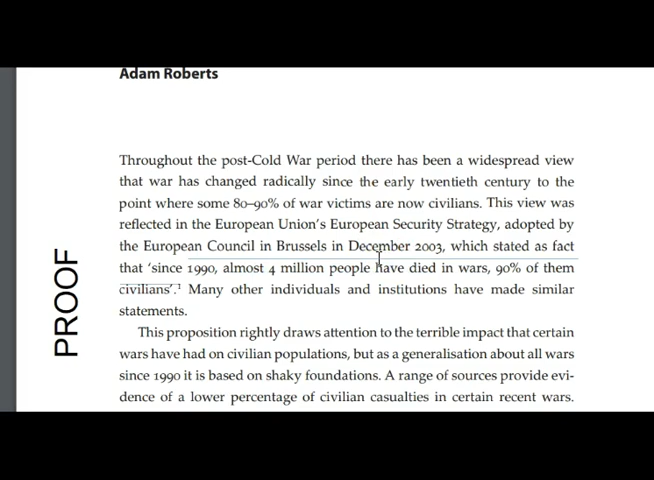 Adam Roberts
Throughout the post-Cold War period there has been a widespread view
that war has changed radically since the early twentieth century to the
point where some 80–90% of war victims are now civilians. This view was
reflected in the European Union's European Security Strategy, adopted by
the European Council in Brussels in December 2003, which stated as fact
that 'since 1990, almost 4 million people have died in wars, 90% of them
civilians'.¹ Many other individuals and institutions have made similar
statements.
This proposition rightly draws attention to the terrible impact that certain
wars have had on civilian populations, but as a generalisation about all wars
since 1990 it is based on shaky foundations. A range of sources provide evi-
dence of a lower percentage of civilian casualties in certain recent wars.
PROOF